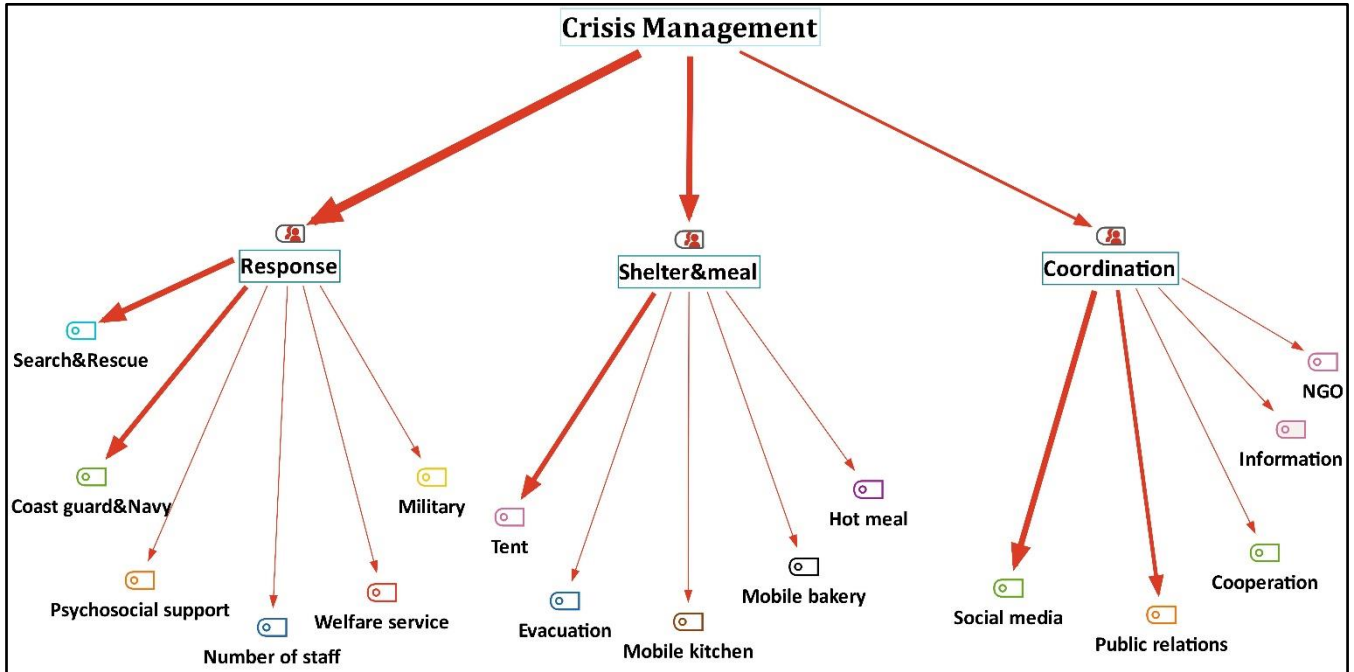 Crisis Management
Response
Shelter&meal
Coordination
Search&Rescue
Coast guard&Navy
Psychosocial support
Number of staff
Welfare service
Military
Tent
Evacuation
Mobile kitchen
Mobile bakery
Hot meal
Social media
Public relations
Cooperation
Information
NGO